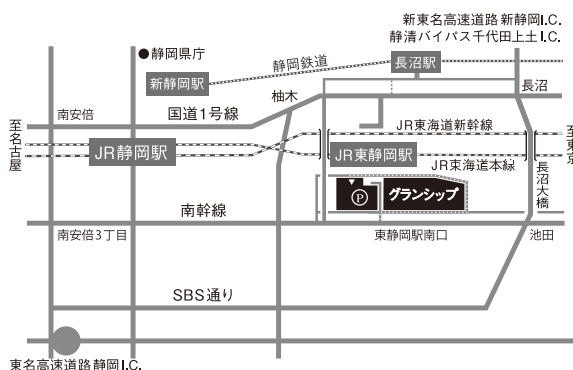 新東名高速道路 新静岡I.C.
静清バイパス千代田上土I.C.
●静岡県庁
静岡鉄道
長沼駅
新静岡駅
柚木
長沼
南安倍
国道1号線
至名古屋
JR静岡駅
JR東海道新幹線
JR東静岡駅
JR東海道本線
至東京
長沼大橋
P
グランシップ
南幹線
南安倍3丁目
東静岡駅南口
池田
SBS通り
東名高速道路 静岡I.C.